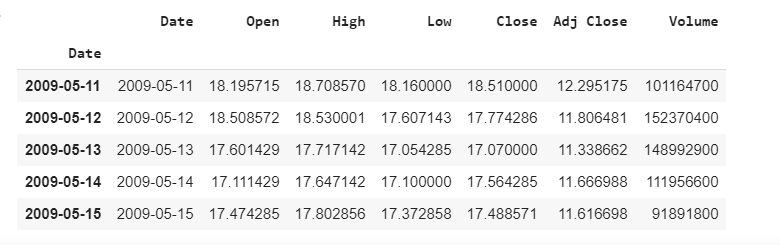 Date Open High Low Close Adj Close Volume
Date
2009-05-11 2009-05-11 18.195715 18.708570 18.160000 18.510000 12.295175 101164700
2009-05-12 2009-05-12 18.508572 18.530001 17.607143 17.774286 11.806481 152370400
2009-05-13 2009-05-13 17.601429 17.717142 17.054285 17.070000 11.338662 148992900
2009-05-14 2009-05-14 17.111429 17.647142 17.100000 17.564285 11.666988 111956600
2009-05-15 2009-05-15 17.474285 17.802856 17.372858 17.488571 11.616698 91891800